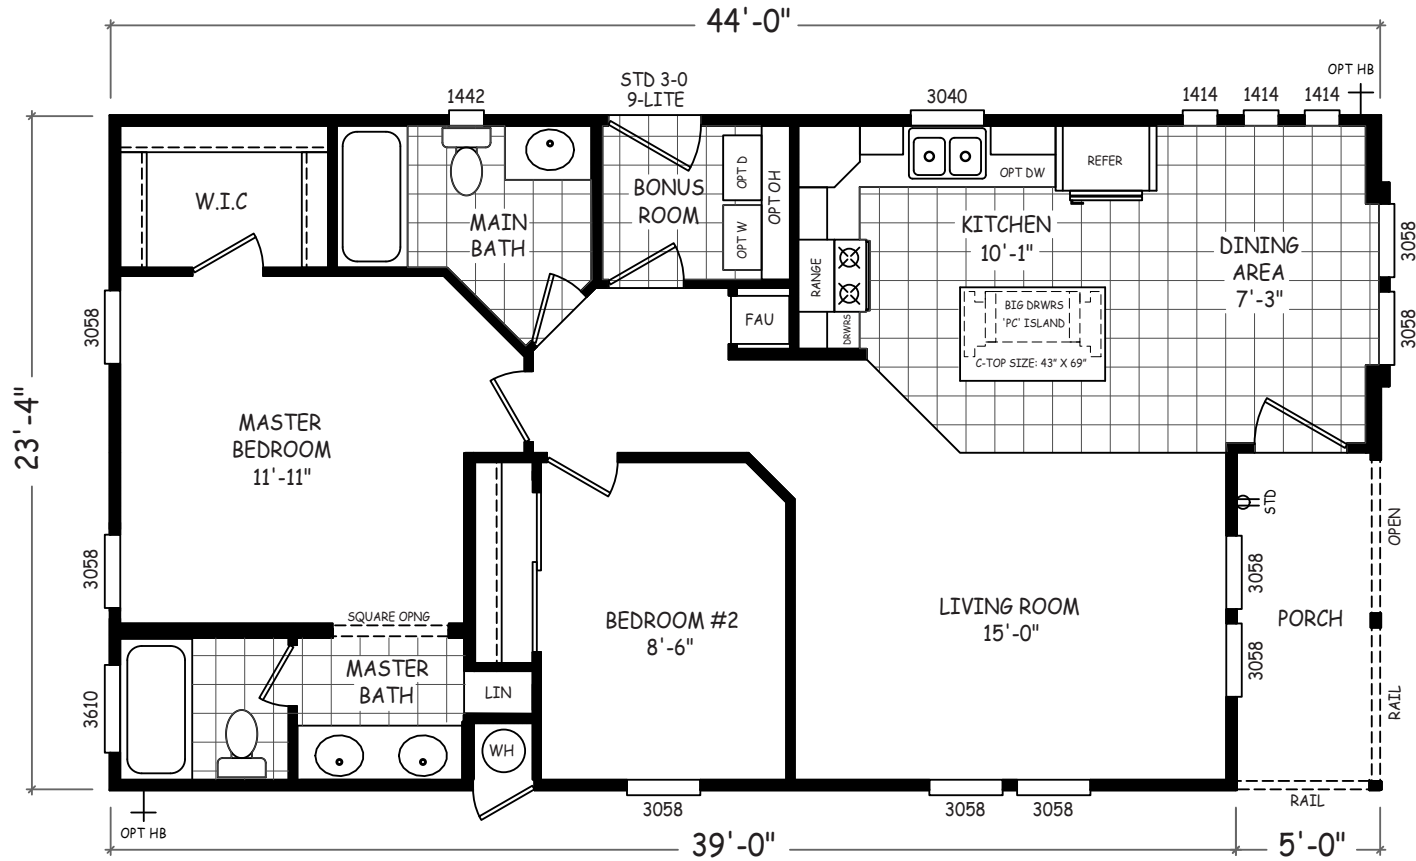 44'-0"
OPT HB
STD 3-0
9-LITE
1442
3040
1414
1414
1414
W.I.C
MAIN
BATH
BONUS
ROOM
OPT D
OPT W
OPT OH
OPT DW
REFER
KITCHEN
10'-1"
DINING
AREA
7'-3"
3058
3058
RANGE
DRWRS
BIG DRWRS
'PC' ISLAND
C-TOP SIZE: 43" X 69"
FAU
3058
23'-4"
MASTER
BEDROOM
11'-11"
3058
SQUARE OPNG
MASTER
BATH
3610
LIN
WH
BEDROOM #2
8'-6"
LIVING ROOM
15'-0"
STD
3058
3058
PORCH
OPEN
RAIL
RAIL
OPT HB
3058
3058
3058
39'-0"
5'-0"